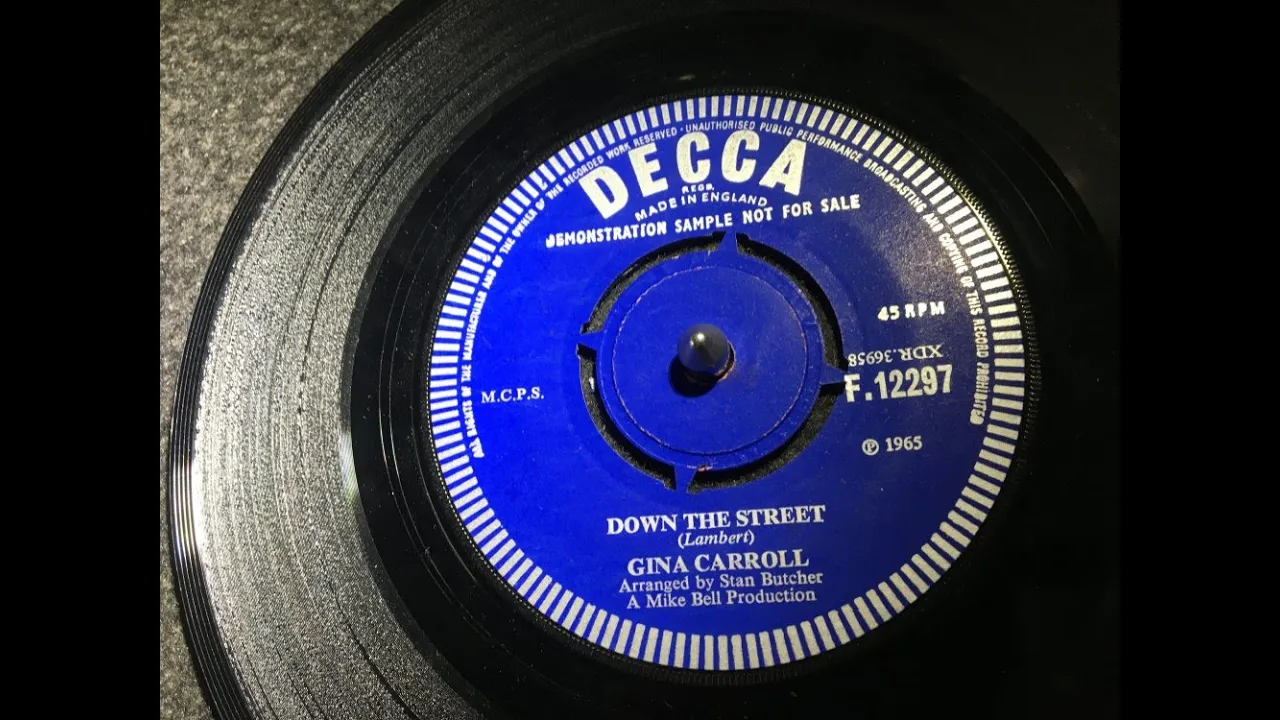 ALL RIGHTS OF THE MANUFACTURER AND OF THE OWNER OF THE RECORDED WORK RESERVED · UNAUTHORISED PUBLIC PERFORMANCE BROADCASTING AND COPYING OF THIS RECORD PROHIBITED
DECCA
REGD.
MADE IN ENGLAND
DEMONSTRATION SAMPLE NOT FOR SALE
45 RPM
XDR.36958
F.12297
M.C.P.S.
℗ 1965
DOWN THE STREET
(Lambert)
GINA CARROLL
Arranged by Stan Butcher
A Mike Bell Production